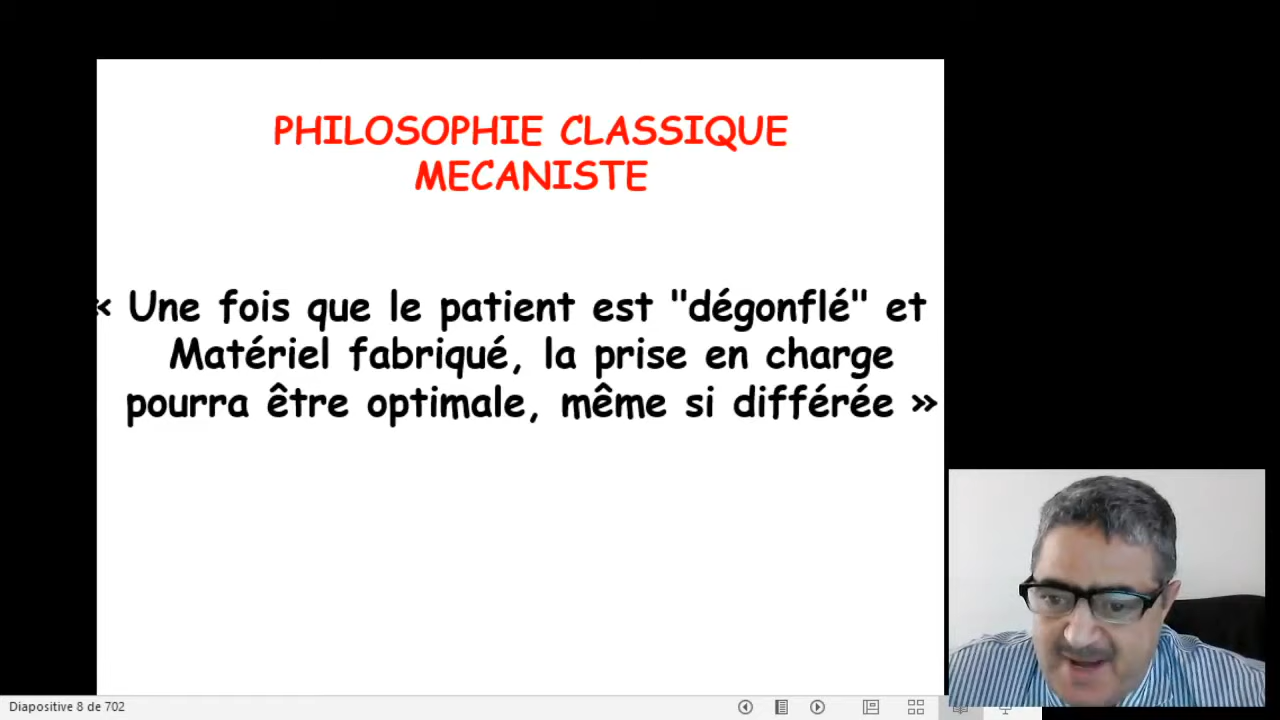 PHILOSOPHIE CLASSIQUE
MECANISTE
« Une fois que le patient est "dégonflé" et
Matériel fabriqué, la prise en charge
pourra être optimale, même si différée »
Diapositive 8 de 702